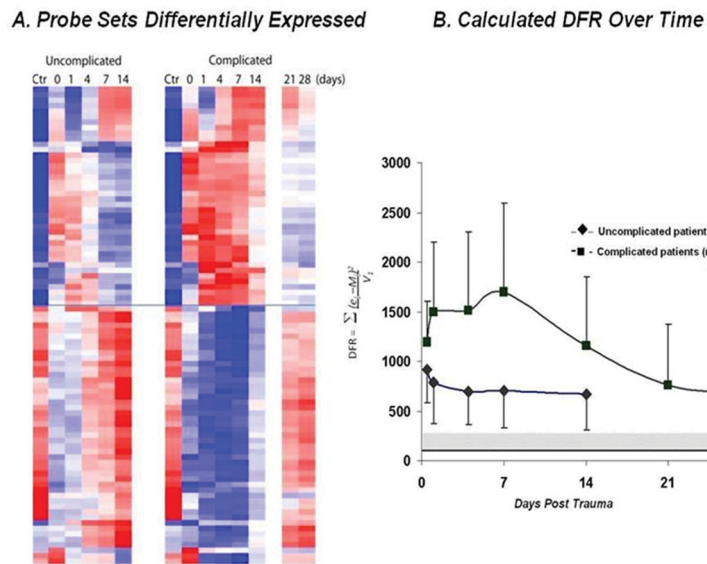 A. Probe Sets Differentially Expressed
Uncomplicated Complicated
Ctr 0 1 4 7 14 Ctr 0 1 4 7 14 21 28 (days)
B. Calculated DFR Over Time
3000
2500
2000
1500
1000
500
0
DFR = ∑
- Uncomplicated patient
- Complicated patients (
0 7 14 21
Days Post Trauma